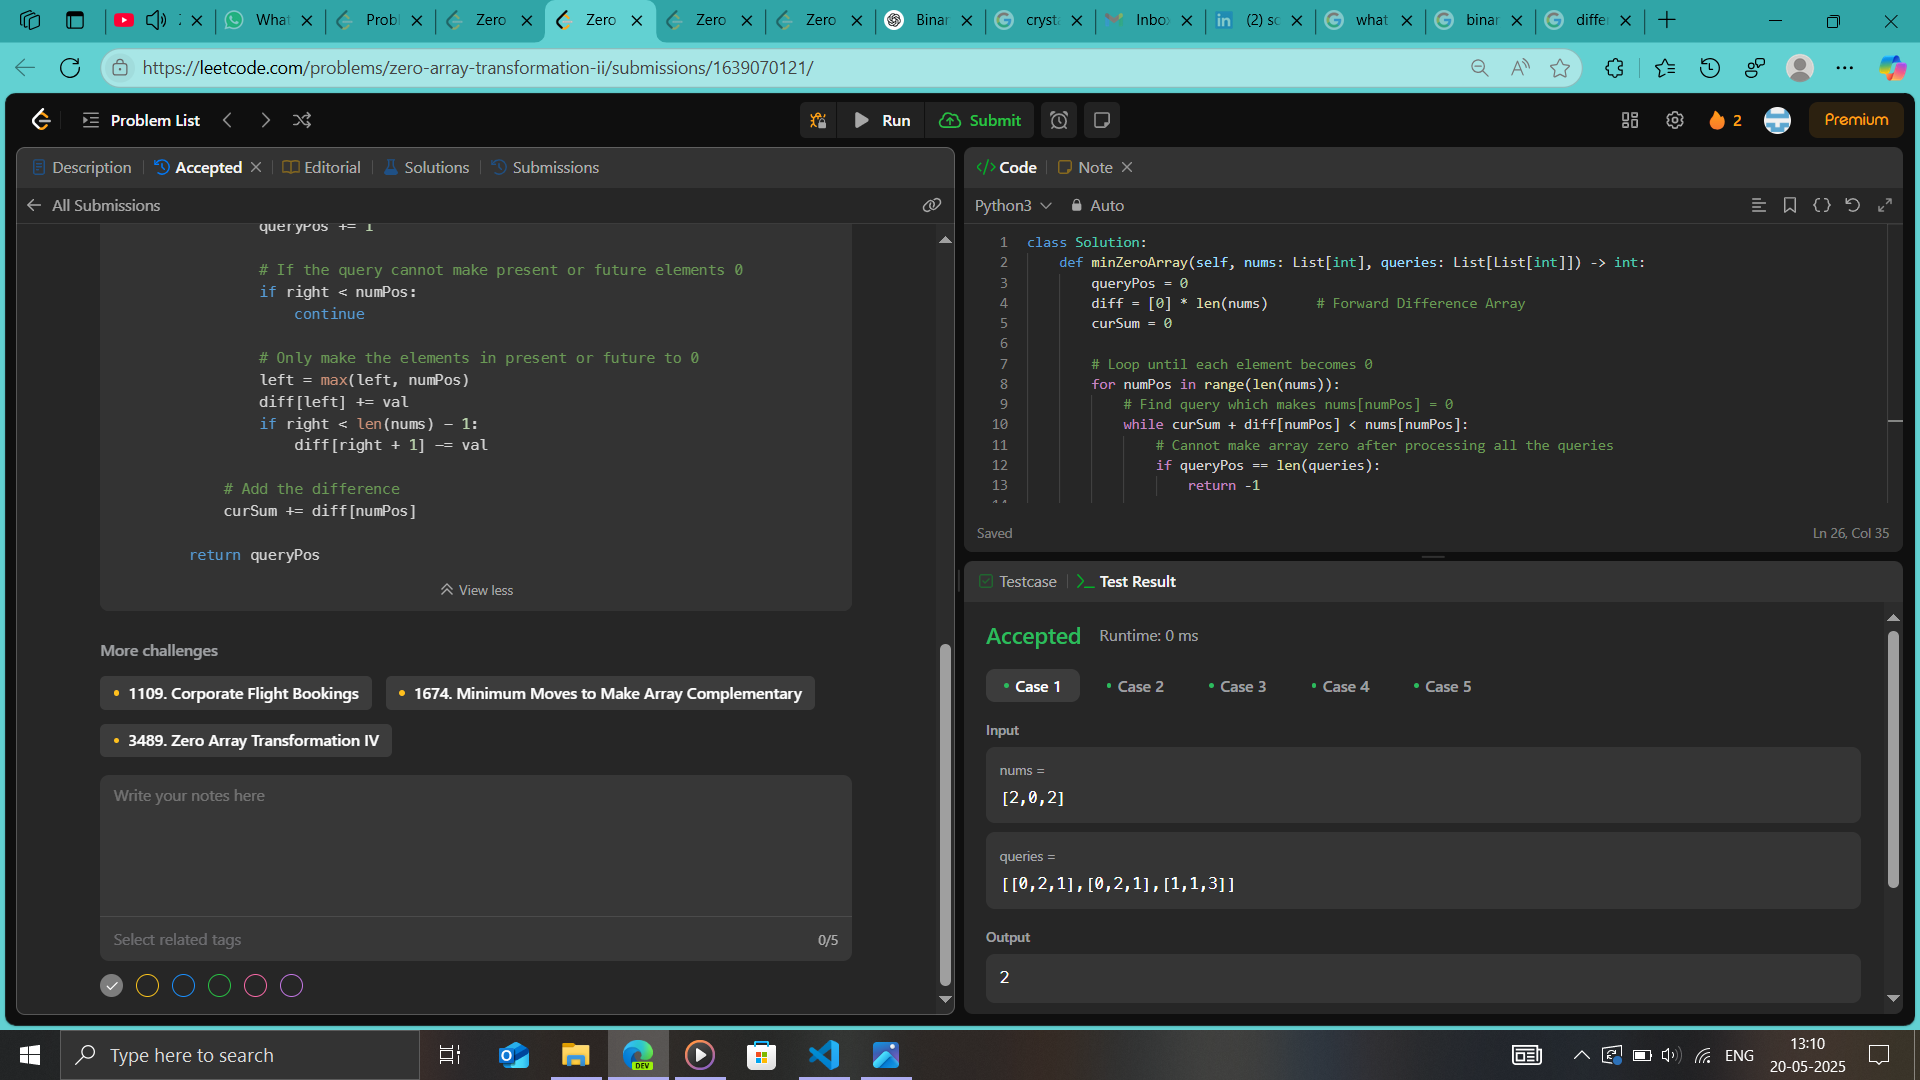 What
Probl
Zero
Zero
Zero
Zero
Binar
crysta
Inbox
(2) so
what
binar
differ
https://leetcode.com/problems/zero-array-transformation-ii/submissions/1639070121/
Problem List
Run
Submit
2
Premium
Description
Accepted
Editorial
Solutions
Submissions
All Submissions
queryPos += 1
# If the query cannot make present or future elements 0
if right < numPos:
continue
# Only make the elements in present or future to 0
left = max(left, numPos)
diff[left] += val
if right < len(nums) - 1:
diff[right + 1] -= val
# Add the difference
curSum += diff[numPos]
return queryPos
View less
More challenges
1109. Corporate Flight Bookings
1674. Minimum Moves to Make Array Complementary
3489. Zero Array Transformation IV
Write your notes here
Select related tags
0/5
Code
Note
Python3
Auto
1 class Solution:
2 def minZeroArray(self, nums: List[int], queries: List[List[int]]) -> int:
3 queryPos = 0
4 diff = [0] * len(nums) # Forward Difference Array
5 curSum = 0
6
7 # Loop until each element becomes 0
8 for numPos in range(len(nums)):
9 # Find query which makes nums[numPos] = 0
10 while curSum + diff[numPos] < nums[numPos]:
11 # Cannot make array zero after processing all the queries
12 if queryPos == len(queries):
13 return -1
Saved
Ln 26, Col 35
Testcase
Test Result
Accepted
Runtime: 0 ms
Case 1
Case 2
Case 3
Case 4
Case 5
Input
nums =
[2,0,2]
queries =
[[0,2,1],[0,2,1],[1,1,3]]
Output
2
Type here to search
DEV
ENG
13:10
20-05-2025